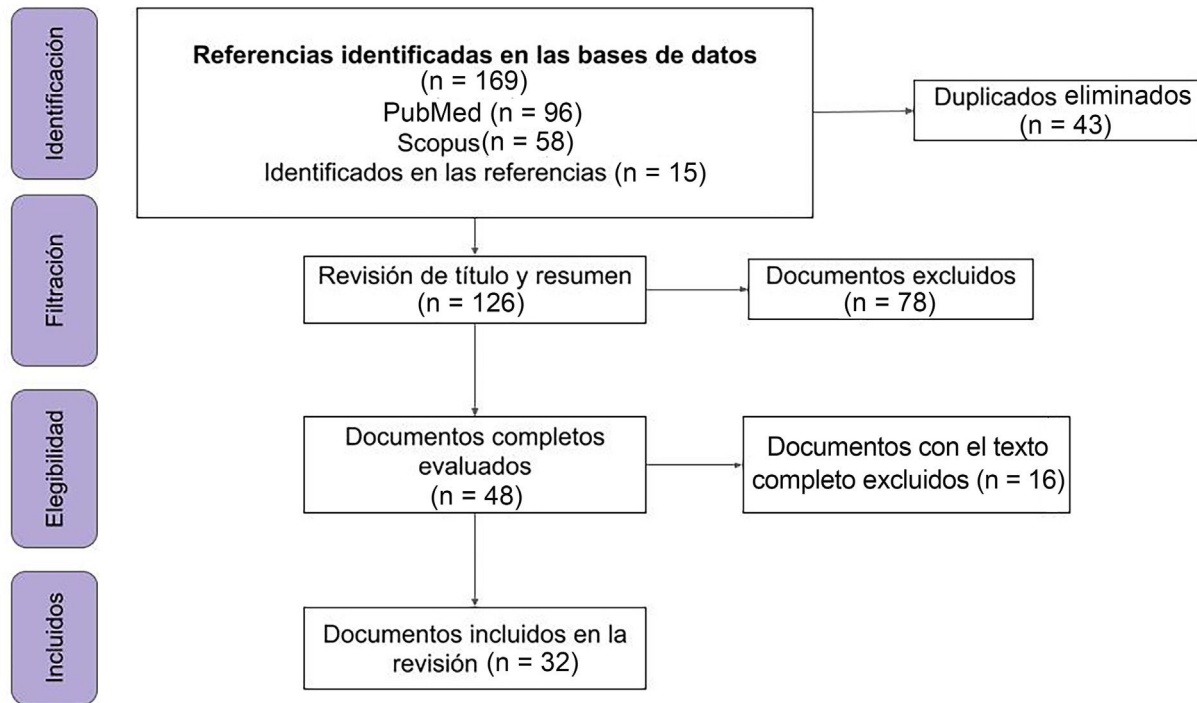 Identificación
Referencias identificadas en las bases de datos
(n = 169)
PubMed (n = 96)
Scopus(n = 58)
Identificados en las referencias (n = 15)
Duplicados eliminados
(n = 43)
Filtración
Revisión de título y resumen
(n = 126)
Documentos excluidos
(n = 78)
Elegibilidad
Documentos completos
evaluados
(n = 48)
Documentos con el texto
completo excluidos (n = 16)
Incluidos
Documentos incluidos en la
revisión (n = 32)